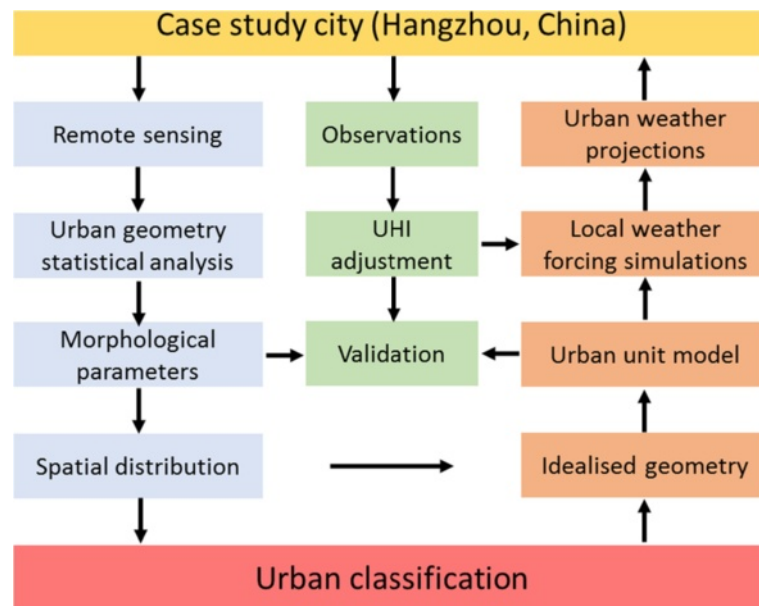 Case study city (Hangzhou, China)
Remote sensing
Observations
Urban weather
projections
Urban geometry
statistical analysis
UHI
adjustment
Local weather
forcing simulations
Morphological
parameters
Validation
Urban unit model
Spatial distribution
Idealised geometry
Urban classification